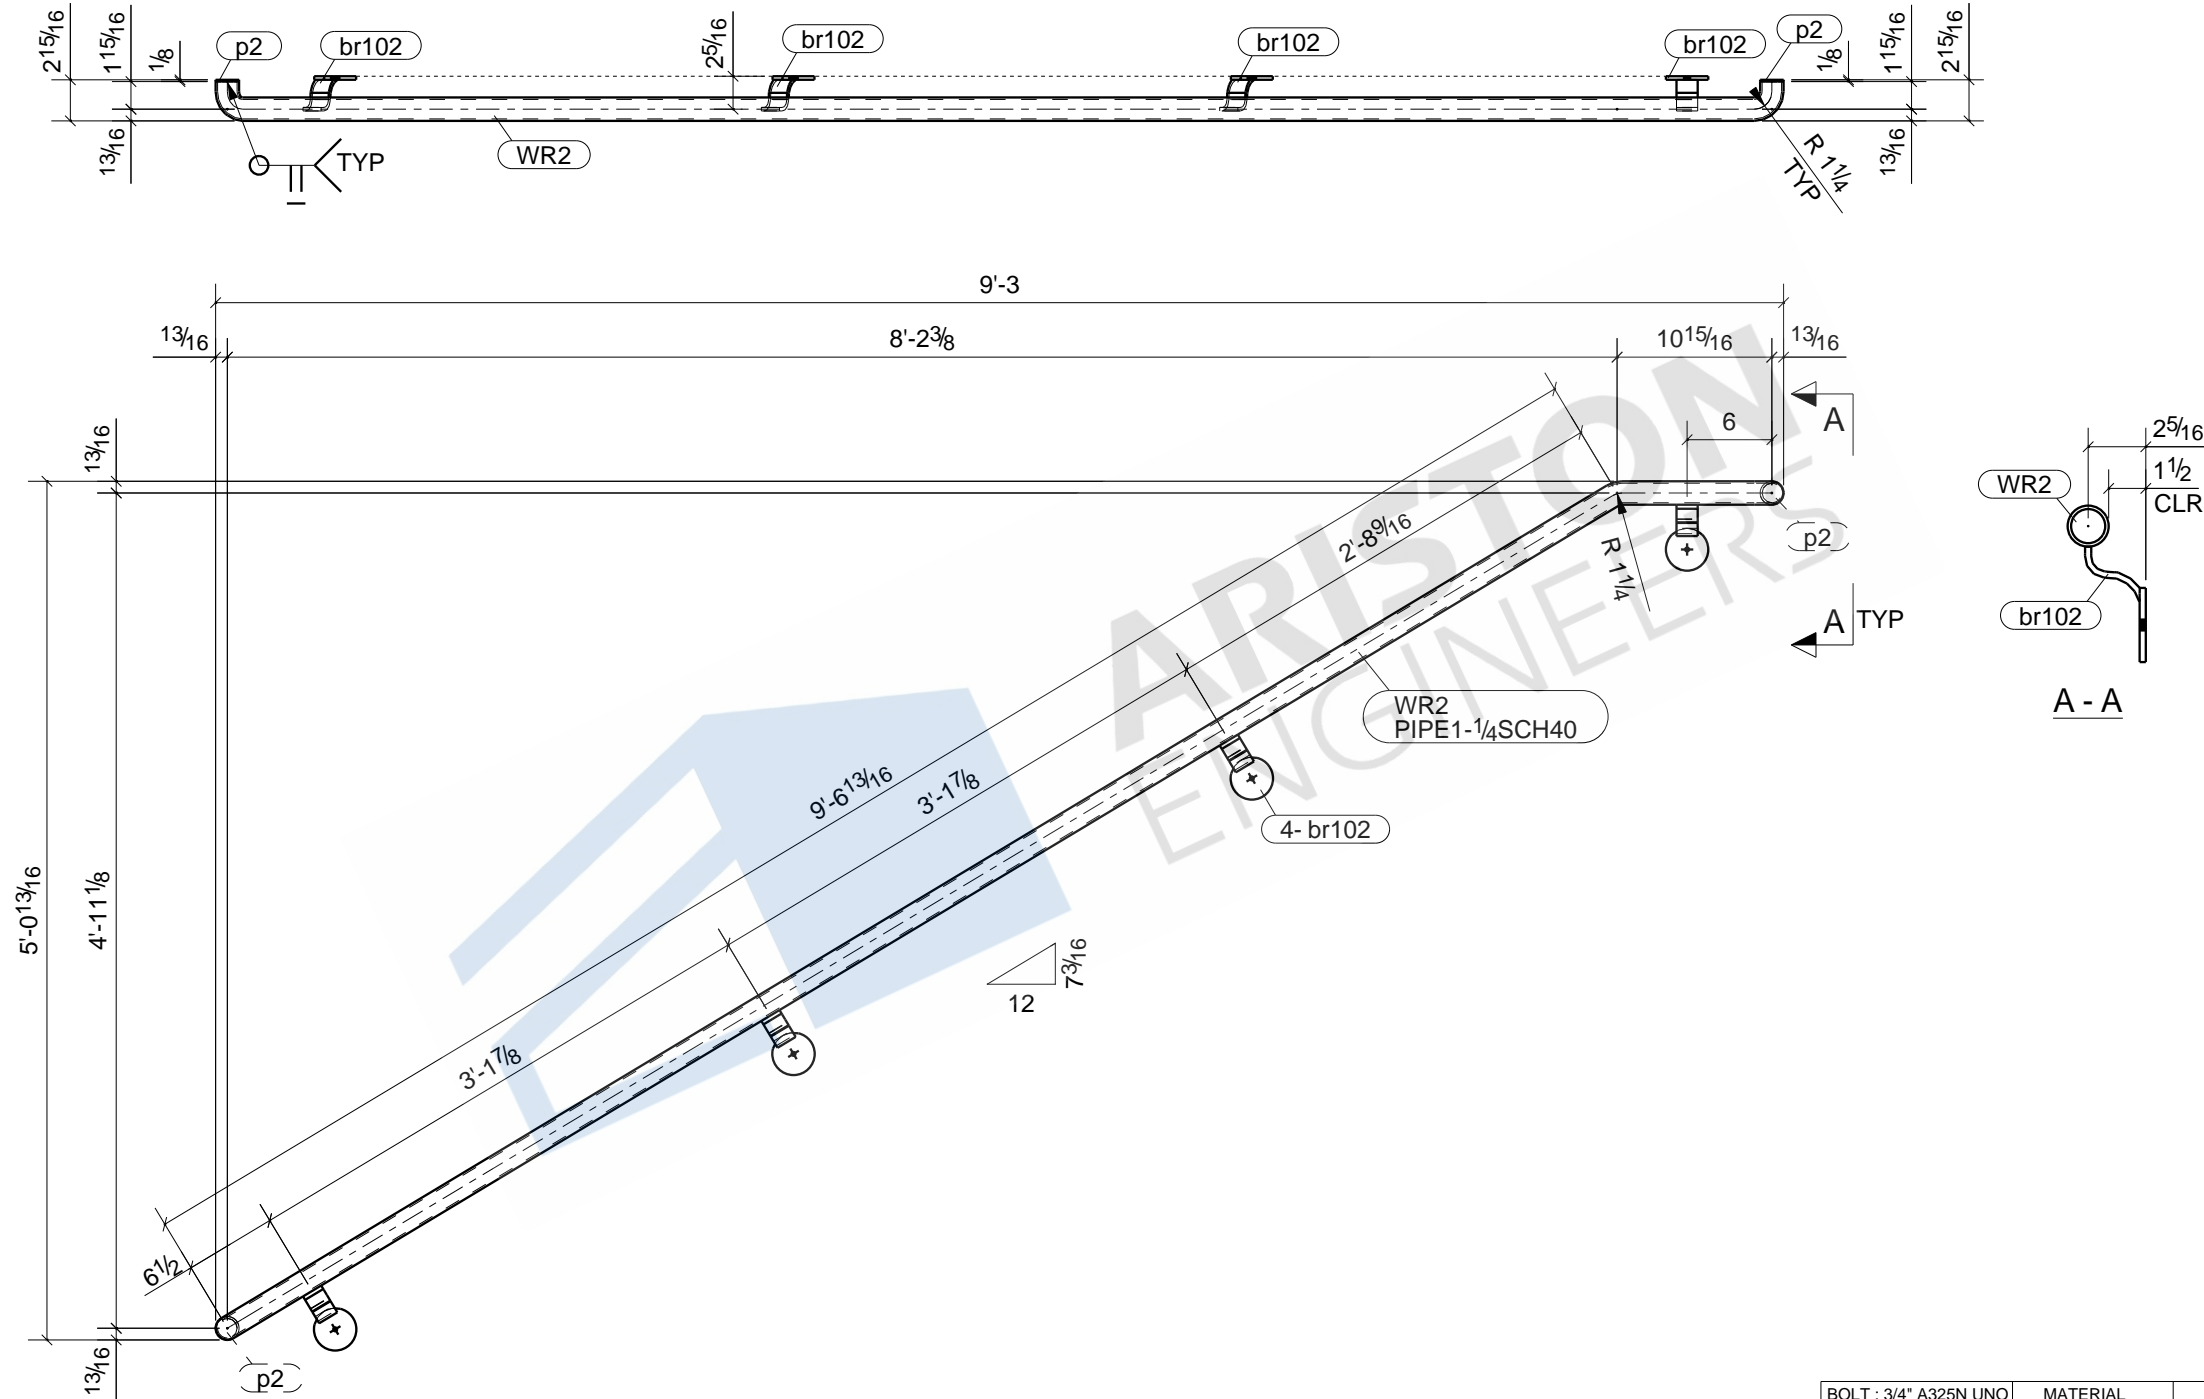 2 15/16
1 15/16
1/8
p2
br102
2 5/16
br102
br102
br102
p2
1/8
1 15/16
2 15/16
13/16
TYP
WR2
R 1 1/4
TYP
13/16
9'-3
13/16
8'-2 3/8
10 15/16
13/16
13/16
A
6
2 5/16
1 1/2
CLR
WR2
2'-8 9/16
R 1 1/4
p2
br102
A TYP
A - A
ARISTON
ENGINEERS
WR2
PIPE1-1/4SCH40
9'-6 13/16
3'-1 7/8
4- br102
5'-0 13/16
4'-11 1/8
7 3/16
12
3'-1 7/8
6 1/2
13/16
p2
BOLT : 3/4" A325N UNO
MATERIAL